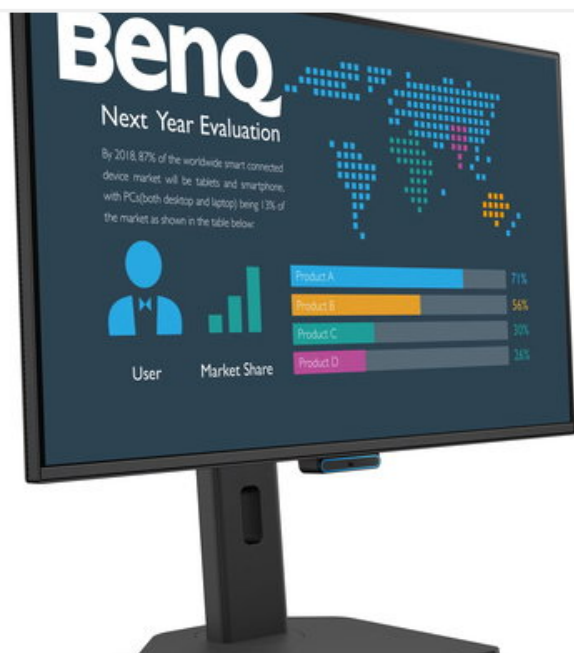 BenQ
Next Year Evaluation
By 2018, 87% of the worldwide smart connected
device market will be tablets and smartphone,
with PCs(both desktop and laptop) being 13% of
the market as shown in the table below:
Product A 71%
Product B 56%
Product C 30%
Product D 26%
User Market Share